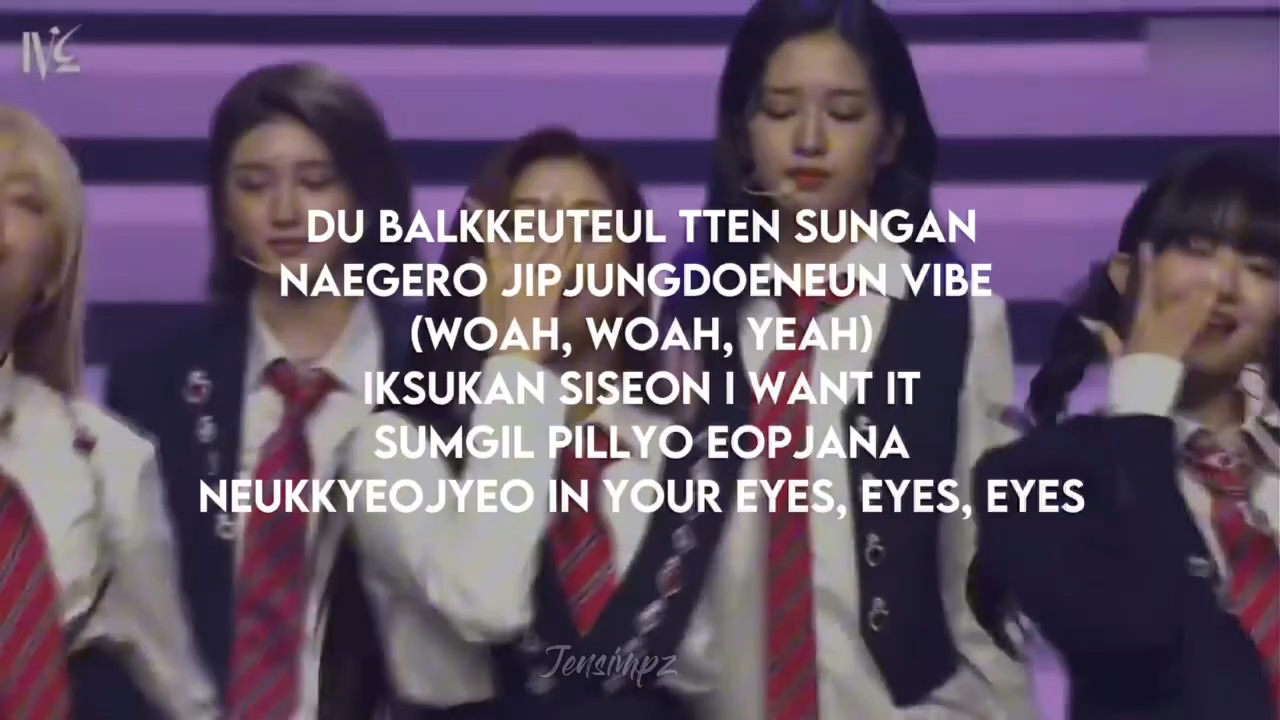 IVE
DU BALKKEUTEUL TTEN SUNGAN
NAEGERO JIPJUNGDOENEUN VIBE
(WOAH, WOAH, YEAH)
IKSUKAN SISEON I WANT IT
SUMGIL PILLYO EOPJANA
NEUKKYEOJYEO IN YOUR EYES, EYES, EYES
Jensimpz